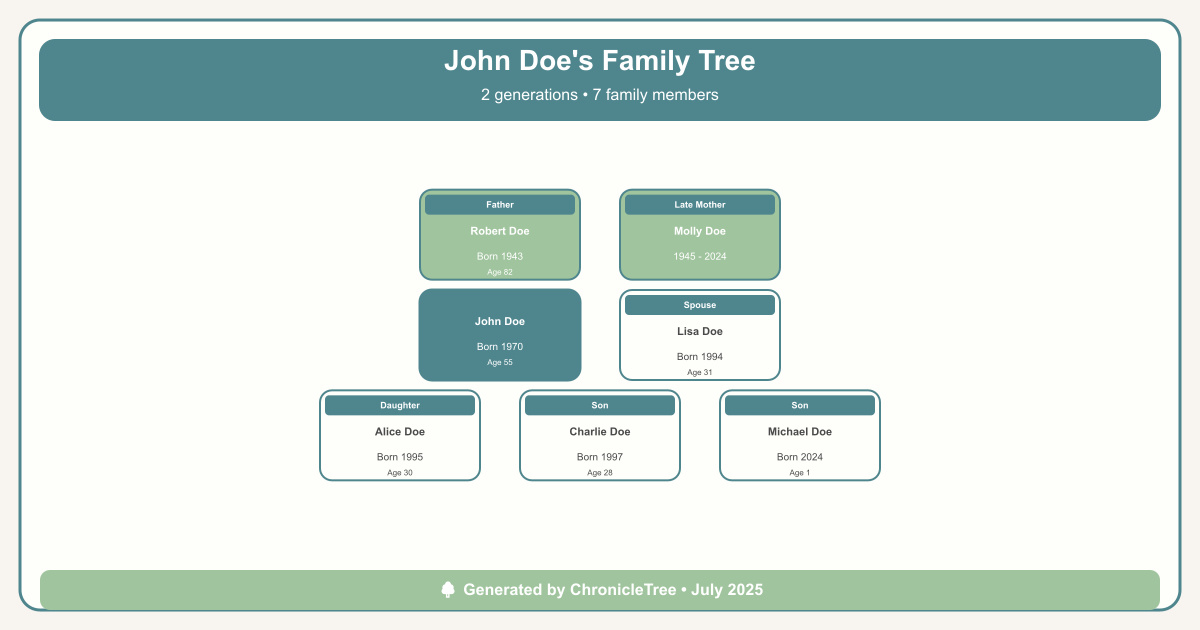 John Doe's Family Tree
2 generations • 7 family members
Father
Robert Doe
Born 1943
Age 82
Late Mother
Molly Doe
1945 - 2024
John Doe
Born 1970
Age 55
Spouse
Lisa Doe
Born 1994
Age 31
Daughter
Alice Doe
Born 1995
Age 30
Son
Charlie Doe
Born 1997
Age 28
Son
Michael Doe
Born 2024
Age 1
Generated by ChronicleTree • July 2025